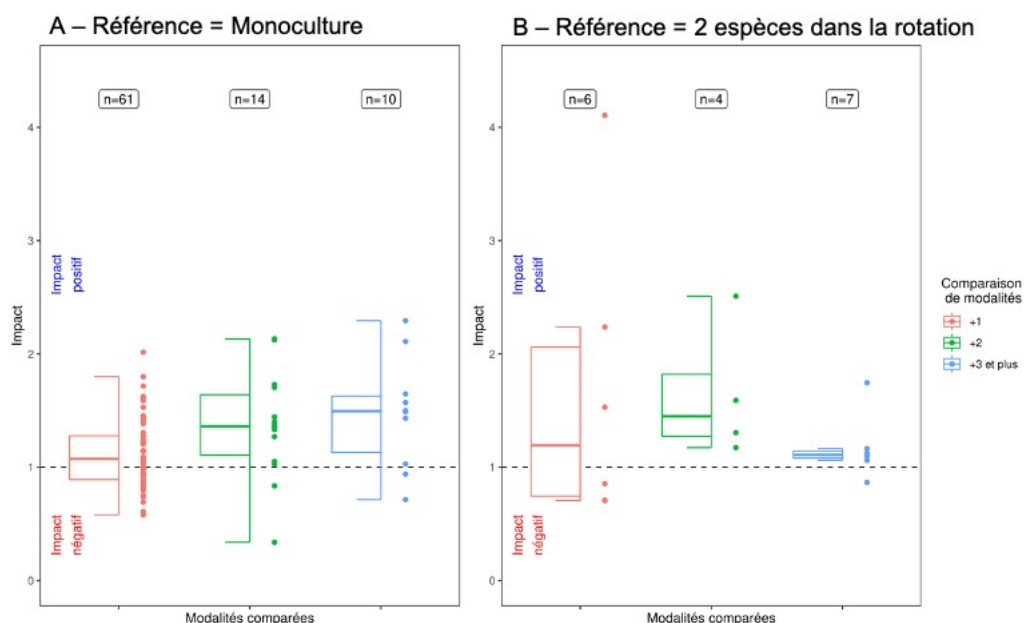 A – Référence = Monoculture
n=61
n=14
n=10
4
3
2
1
0
Impact
Impact
positif
Impact
négatif
Modalités comparées
B – Référence = 2 espèces dans la rotation
n=6
n=4
n=7
4
3
2
1
0
Impact
Impact
positif
Impact
négatif
Modalités comparées
Comparaison
de modalités
+1
+2
+3 et plus